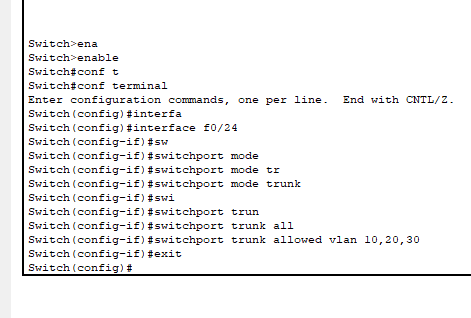 Switch>ena
Switch>enable
Switch#conf t
Switch#conf terminal
Enter configuration commands, one per line.  End with CNTL/Z.
Switch(config)#interfa
Switch(config)#interface f0/24
Switch(config-if)#sw
Switch(config-if)#switchport mode
Switch(config-if)#switchport mode tr
Switch(config-if)#switchport mode trunk
Switch(config-if)#swi
Switch(config-if)#switchport trun
Switch(config-if)#switchport trunk all
Switch(config-if)#switchport trunk allowed vlan 10,20,30
Switch(config-if)#exit
Switch(config)#